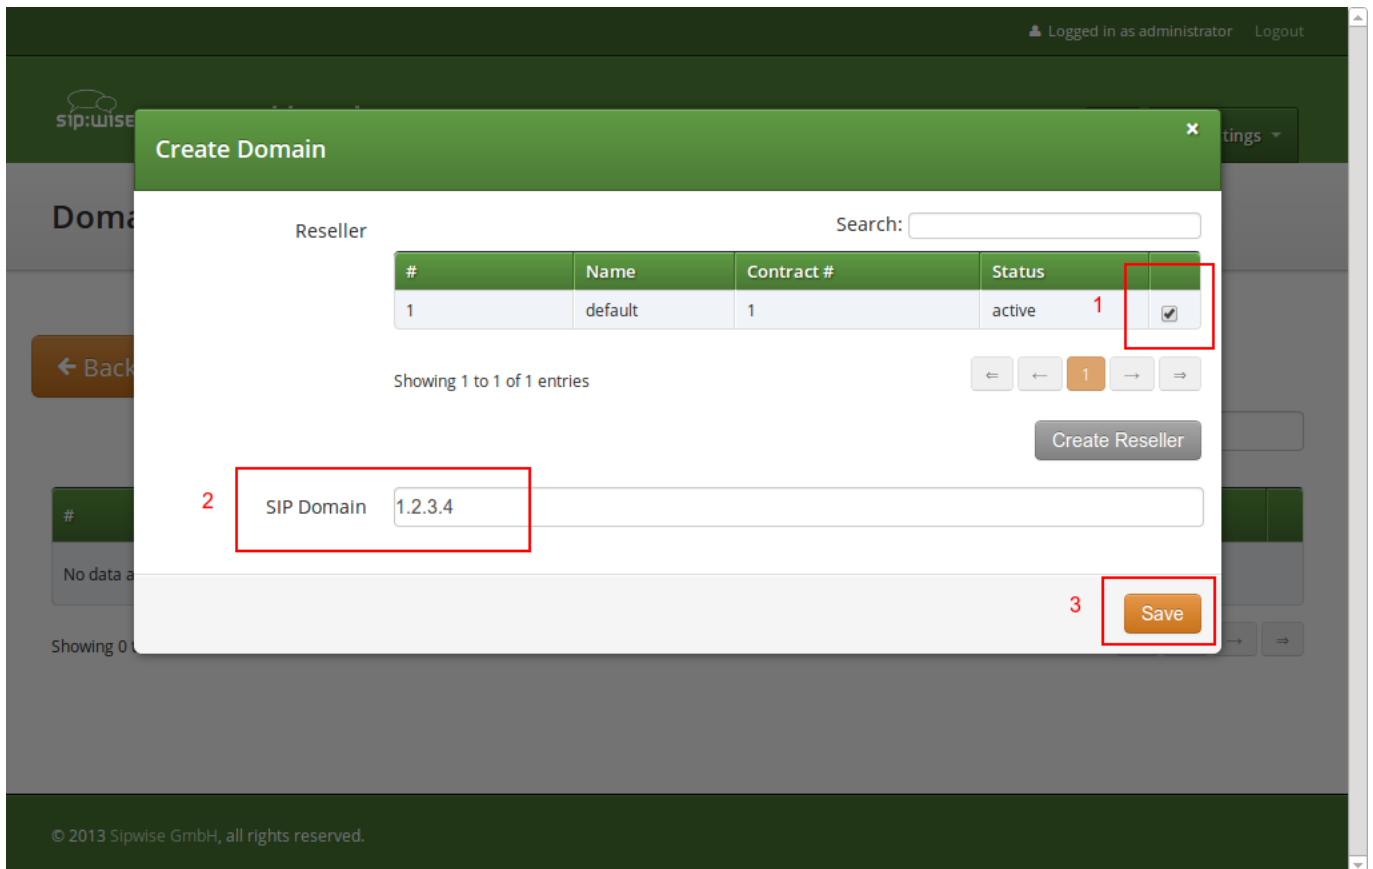 Logged in as administrator Logout
sip:wise
tings
Create Domain ×
Doma
Reseller
Search:
# Name Contract # Status
1 default 1 active
1
← Back
Showing 1 to 1 of 1 entries
⇐ ← 1 → ⇒
Create Reseller
2
SIP Domain 1.2.3.4
#
No data a
3
Save
Showing 0 t
→ ⇒
© 2013 Sipwise GmbH, all rights reserved.